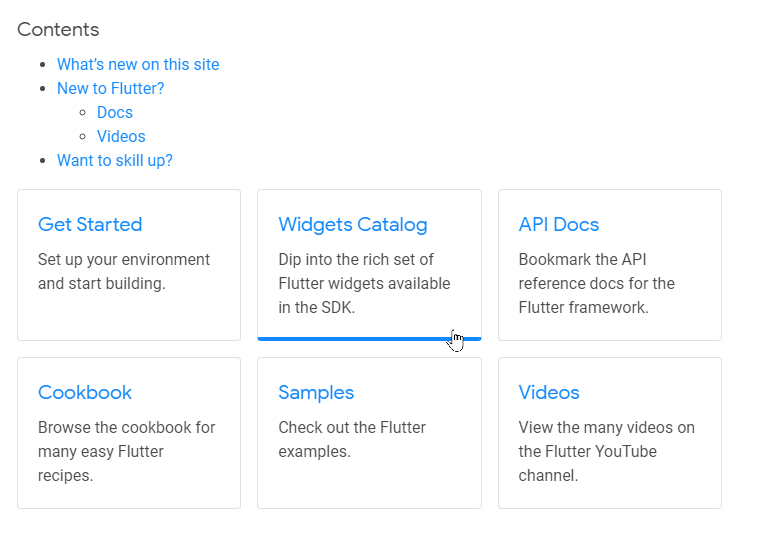 Contents
What's new on this site
New to Flutter?
Docs
Videos
Want to skill up?
Get Started
Set up your environment
and start building.
Widgets Catalog
Dip into the rich set of
Flutter widgets available
in the SDK.
API Docs
Bookmark the API
reference docs for the
Flutter framework.
Cookbook
Browse the cookbook for
many easy Flutter
recipes.
Samples
Check out the Flutter
examples.
Videos
View the many videos on
the Flutter YouTube
channel.